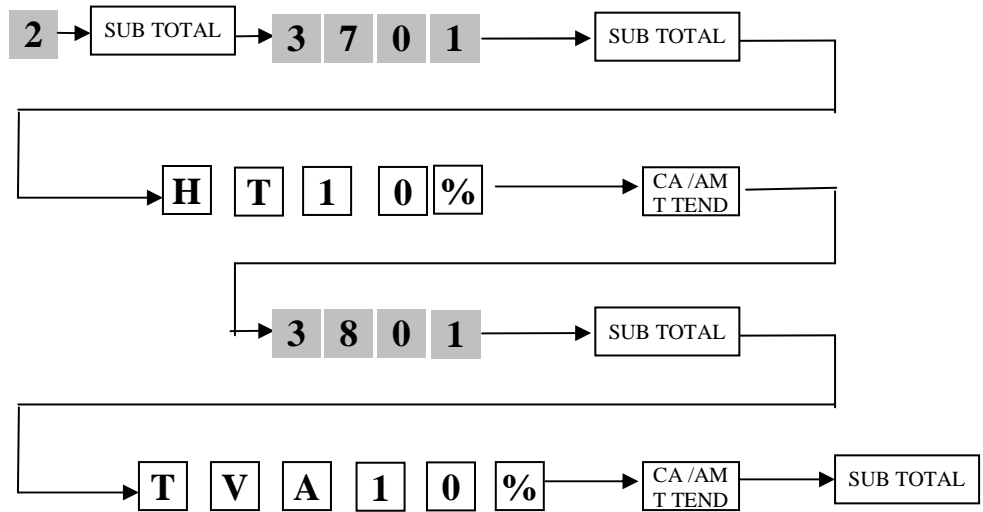 2 SUB TOTAL 3 7 0 1 SUB TOTAL
H T 1 0 % CA /AM
T TEND
3 8 0 1 SUB TOTAL
T V A 1 0 % CA /AM
T TEND SUB TOTAL